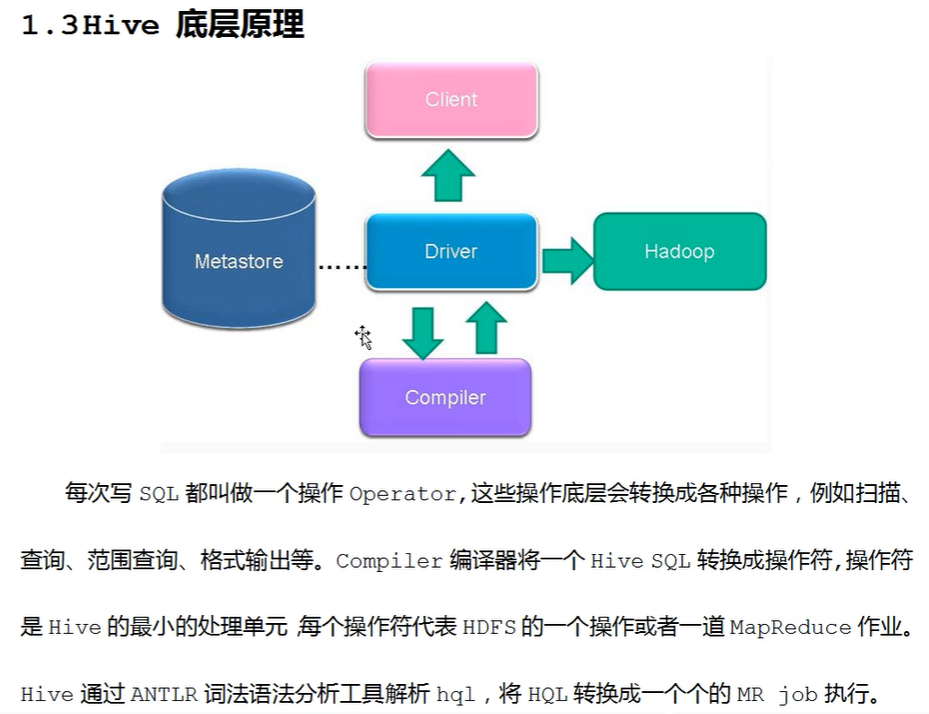 1.3Hive 底层原理
Client
Metastore
......
Driver
Hadoop
Compiler
每次写 SQL 都叫做一个操作 Operator,这些操作底层会转换成各种操作，例如扫描、
查询、范围查询、格式输出等。Compiler 编译器将一个 Hive SQL 转换成操作符,操作符
是 Hive 的最小的处理单元,每个操作符代表 HDFS 的一个操作或者一道 MapReduce 作业。
Hive 通过 ANTLR 词法语法分析工具解析 hql，将 HQL 转换成一个个的 MR job 执行。